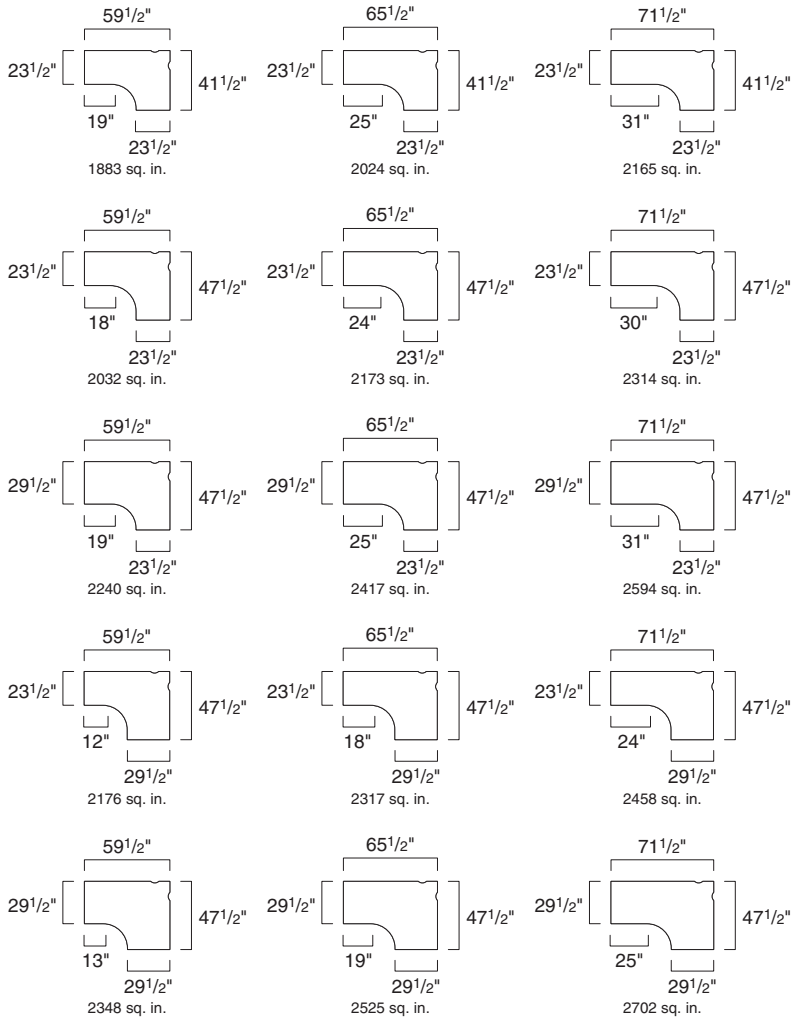 59 1/2" 65 1/2" 71 1/2"
23 1/2" 41 1/2" 23 1/2" 41 1/2" 23 1/2" 41 1/2"
19" 25" 31"
23 1/2" 23 1/2" 23 1/2"
1883 sq. in. 2024 sq. in. 2165 sq. in.
59 1/2" 65 1/2" 71 1/2"
23 1/2" 47 1/2" 23 1/2" 47 1/2" 23 1/2" 47 1/2"
18" 24" 30"
23 1/2" 23 1/2" 23 1/2"
2032 sq. in. 2173 sq. in. 2314 sq. in.
59 1/2" 65 1/2" 71 1/2"
29 1/2" 47 1/2" 29 1/2" 47 1/2" 29 1/2" 47 1/2"
19" 25" 31"
23 1/2" 23 1/2" 23 1/2"
2240 sq. in. 2417 sq. in. 2594 sq. in.
59 1/2" 65 1/2" 71 1/2"
23 1/2" 47 1/2" 23 1/2" 47 1/2" 23 1/2" 47 1/2"
12" 18" 24"
29 1/2" 29 1/2" 29 1/2"
2176 sq. in. 2317 sq. in. 2458 sq. in.
59 1/2" 65 1/2" 71 1/2"
29 1/2" 47 1/2" 29 1/2" 47 1/2" 29 1/2" 47 1/2"
13" 19" 25"
29 1/2" 29 1/2" 29 1/2"
2348 sq. in. 2525 sq. in. 2702 sq. in.